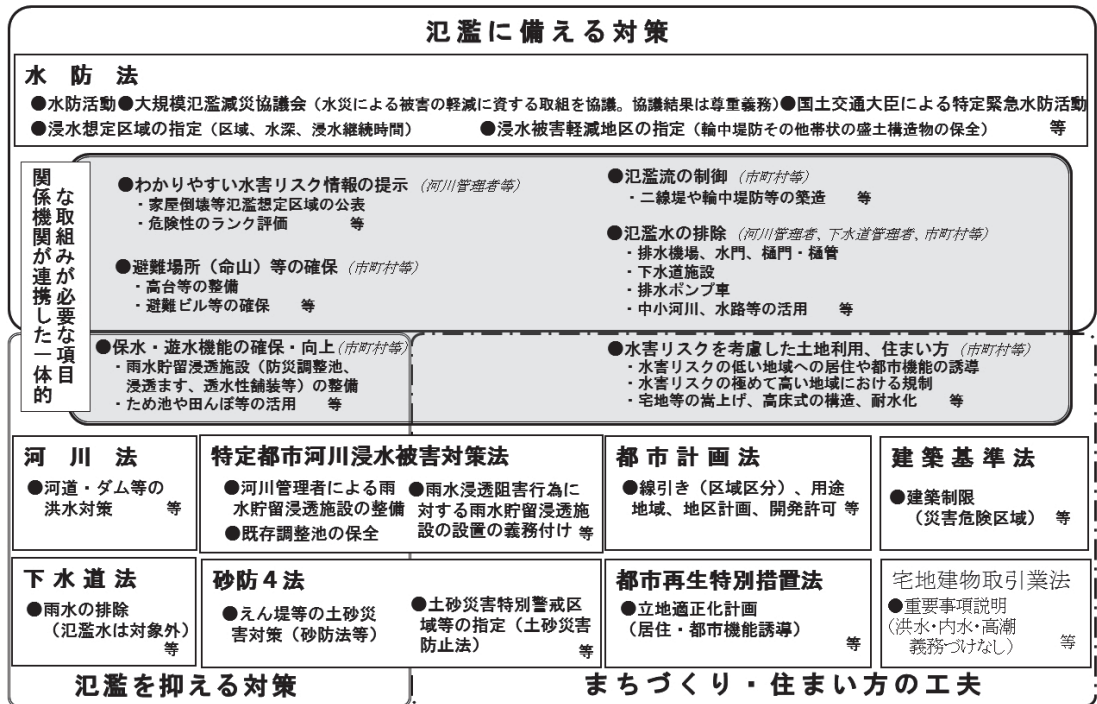 氾濫に備える対策
水防法
●水防活動●大規模氾濫減災協議会（水災による被害の軽減に資する取組を協議。協議結果は尊重義務）●国土交通大臣による特定緊急水防活動
●浸水想定区域の指定（区域、水深、浸水継続時間）　●浸水被害軽減地区の指定（輪中堤防その他帯状の盛土構造物の保全）　等
関係機関が連携した一体的
な取組みが必要な項目
●わかりやすい水害リスク情報の提示（河川管理者等）
・家屋倒壊等氾濫想定区域の公表
・危険性のランク評価　等
●避難場所（命山）等の確保（市町村等）
・高台等の整備
・避難ビル等の確保　等
●氾濫流の制御（市町村等）
・二線堤や輪中堤防等の築造　等
●氾濫水の排除（河川管理者、下水道管理者、市町村等）
・排水機場、水門、樋門・樋管
・下水道施設
・排水ポンプ車
・中小河川、水路等の活用　等
●保水・遊水機能の確保・向上（市町村等）
・雨水貯留浸透施設（防災調整池、
浸透ます、透水性舗装等）の整備
・ため池や田んぼ等の活用　等
●水害リスクを考慮した土地利用、住まい方（市町村等）
・水害リスクの低い地域への居住や都市機能の誘導
・水害リスクの極めて高い地域における規制
・宅地等の嵩上げ、高床式の構造、耐水化　等
河川法
●河道・ダム等の
洪水対策　等
特定都市河川浸水被害対策法
●河川管理者による雨
水貯留浸透施設の整備
●既存調整池の保全
●雨水浸透阻害行為に
対する雨水貯留浸透施
設の設置の義務付け 等
都市計画法
●線引き（区域区分）、用途
地域、地区計画、開発許可 等
建築基準法
●建築制限
（災害危険区域）　等
下水道法
●雨水の排除
（氾濫水は対象外）
等
砂防４法
●えん堤等の土砂災
害対策（砂防法等）
●土砂災害特別警戒区
域等の指定（土砂災害
防止法）　等
都市再生特別措置法
●立地適正化計画
（居住・都市機能誘導）
等
宅地建物取引業法
●重要事項説明
（洪水・内水・高潮
義務づけなし）　等
氾濫を抑える対策
まちづくり・住まい方の工夫